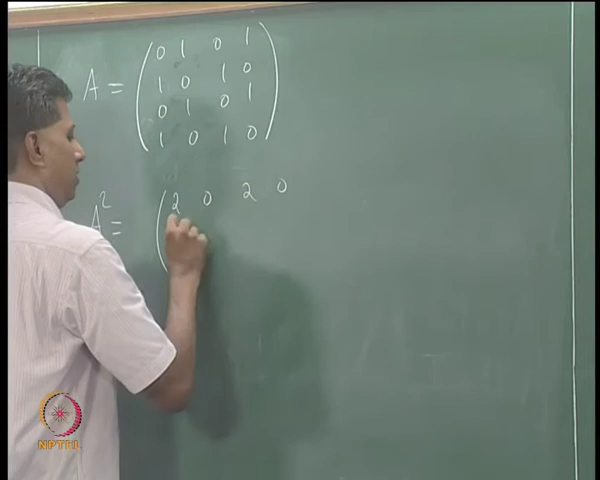 0 1 0 1
A = 1 0 1 0
0 1 0 1
1 0 1 0
A² = ( 2 0 2 0
NPTEL